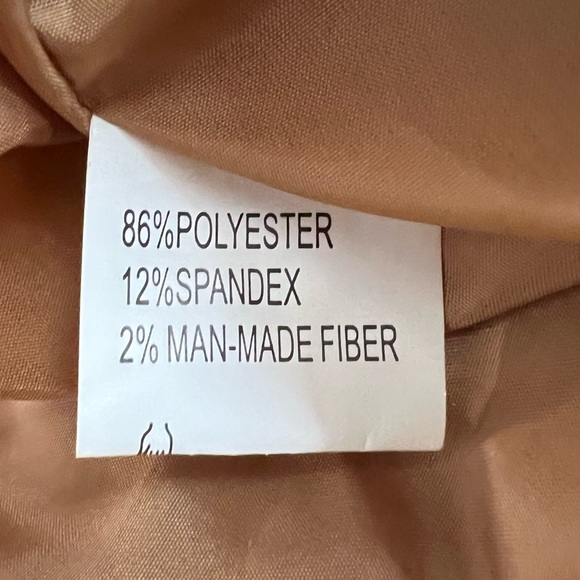 86%POLYESTER
12%SPANDEX
2% MAN-MADE FIBER